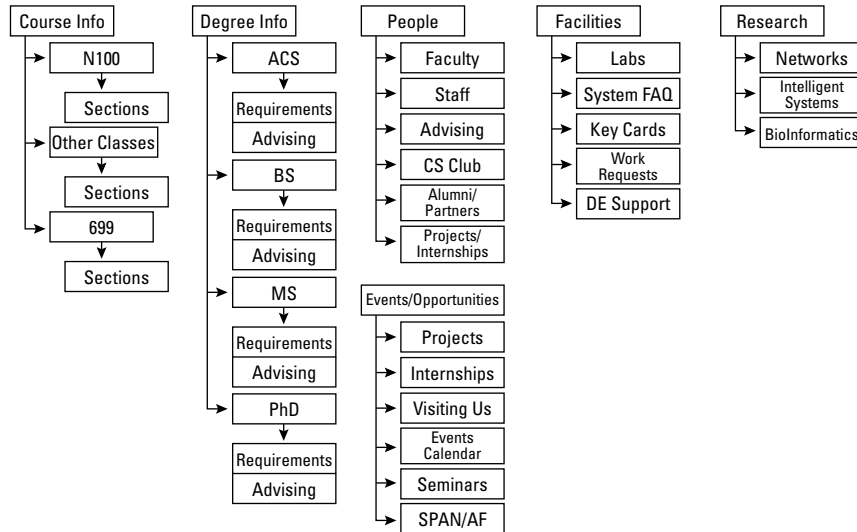 Course Info
N100
Sections
Other Classes
Sections
699
Sections
Degree Info
ACS
Requirements
Advising
BS
Requirements
Advising
MS
Requirements
Advising
PhD
Requirements
Advising
People
Faculty
Staff
Advising
CS Club
Alumni/
Partners
Projects/
Internships
Events/Opportunities
Projects
Internships
Visiting Us
Events
Calendar
Seminars
SPAN/AF
Facilities
Labs
System FAQ
Key Cards
Work
Requests
DE Support
Research
Networks
Intelligent
Systems
BioInformatics